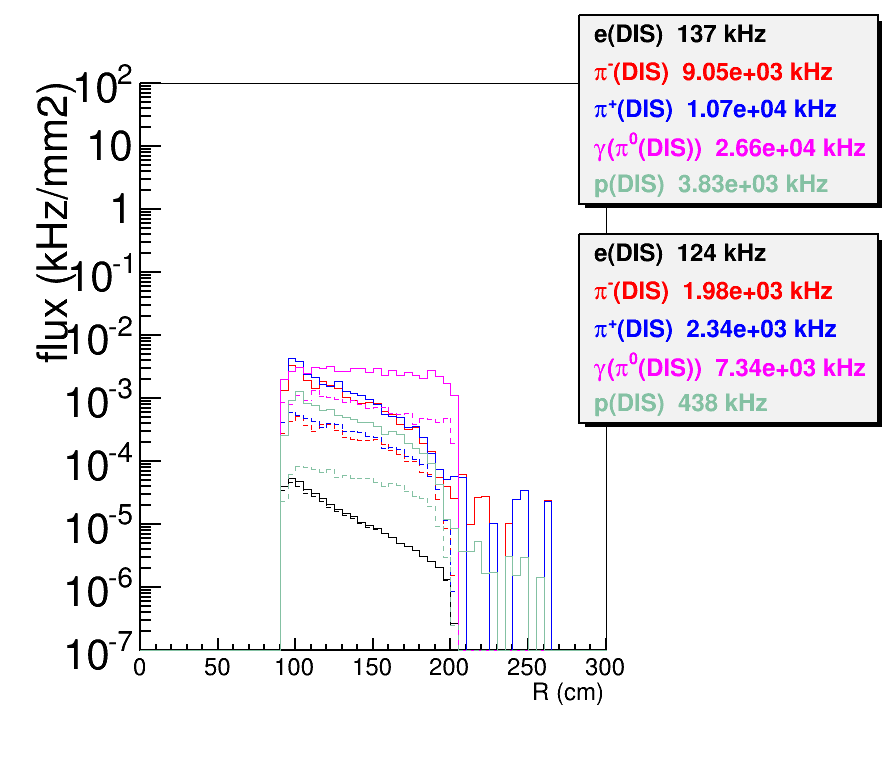 e(DIS) 137 kHz
π⁻(DIS) 9.05e+03 kHz
π⁺(DIS) 1.07e+04 kHz
γ(π⁰(DIS)) 2.66e+04 kHz
p(DIS) 3.83e+03 kHz
e(DIS) 124 kHz
π⁻(DIS) 1.98e+03 kHz
π⁺(DIS) 2.34e+03 kHz
γ(π⁰(DIS)) 7.34e+03 kHz
p(DIS) 438 kHz
flux (kHz/mm2)
10²
10
1
10⁻¹
10⁻²
10⁻³
10⁻⁴
10⁻⁵
10⁻⁶
10⁻⁷
0 50 100 150 200 250 300
R (cm)